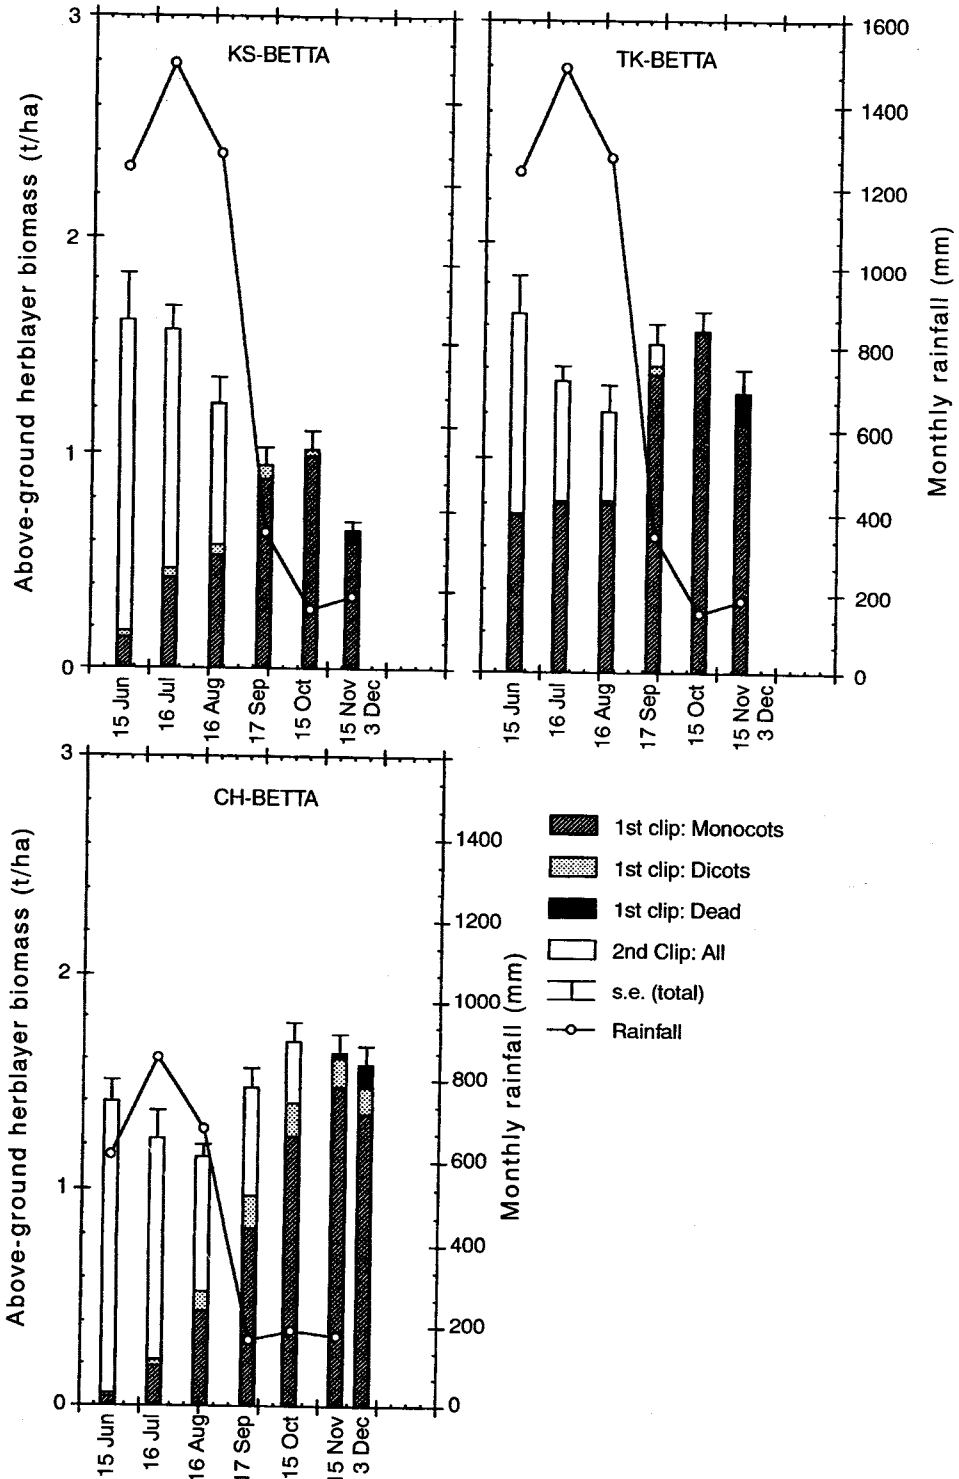 KS-BETTA
TK-BETTA
Above-ground herblayer biomass (t/ha)
3
2
1
0
1600
1400
1200
1000
800
600
400
200
0
Monthly rainfall (mm)
15 Jun
16 Jul
16 Aug
17 Sep
15 Oct
15 Nov
3 Dec
15 Jun
16 Jul
16 Aug
17 Sep
15 Oct
15 Nov
3 Dec
CH-BETTA
Above-ground herblayer biomass (t/ha)
3
2
1
0
1400
1200
1000
800
600
400
200
0
Monthly rainfall (mm)
15 Jun
16 Jul
16 Aug
17 Sep
15 Oct
15 Nov
3 Dec
1st clip: Monocots
1st clip: Dicots
1st clip: Dead
2nd Clip: All
s.e. (total)
Rainfall